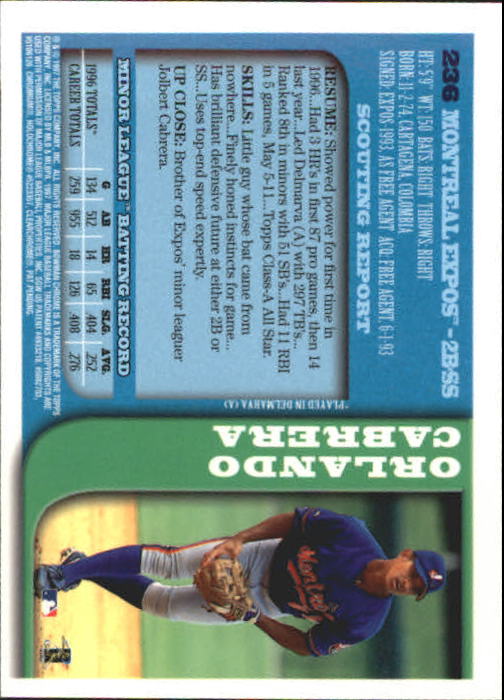 236 MONTREAL EXPOS™ - 2B-SS
HT: 5'9" WT: 150 BATS: RIGHT THROWS: RIGHT
BORN: 11-2-74, CARTAGENA, COLOMBIA
SIGNED: EXPOS-1993, AS FREE AGENT ACQ: FREE AGENT, 6-1-93
SCOUTING REPORT
RESUME: Showed power for first time in
1996...Had 3 HR's in first 87 pro games, then 14
last year...Led Delmarva (A) with 297 TB's...
Ranked 8th in minors with 51 SB's...Had 11 RBI
in 5 games, May 5-11...Topps Class-A All Star.
SKILLS: Little guy whose bat came from
nowhere...Finely honed instincts for game...
Has brilliant defensive future at either 2B or
SS...Uses top-end speed expertly.
UP CLOSE: Brother of Expos' minor leaguer
Jolbert Cabrera.
*PLAYED IN DELMARVA (A)
MINOR LEAGUE™ BATTING RECORD
G AB HR RBI SLG. AVG.
1996 TOTALS* 134 512 14 65 .404 .252
CAREER TOTALS 259 955 18 126 .408 .276
ORLANDO
CABRERA
Montreal